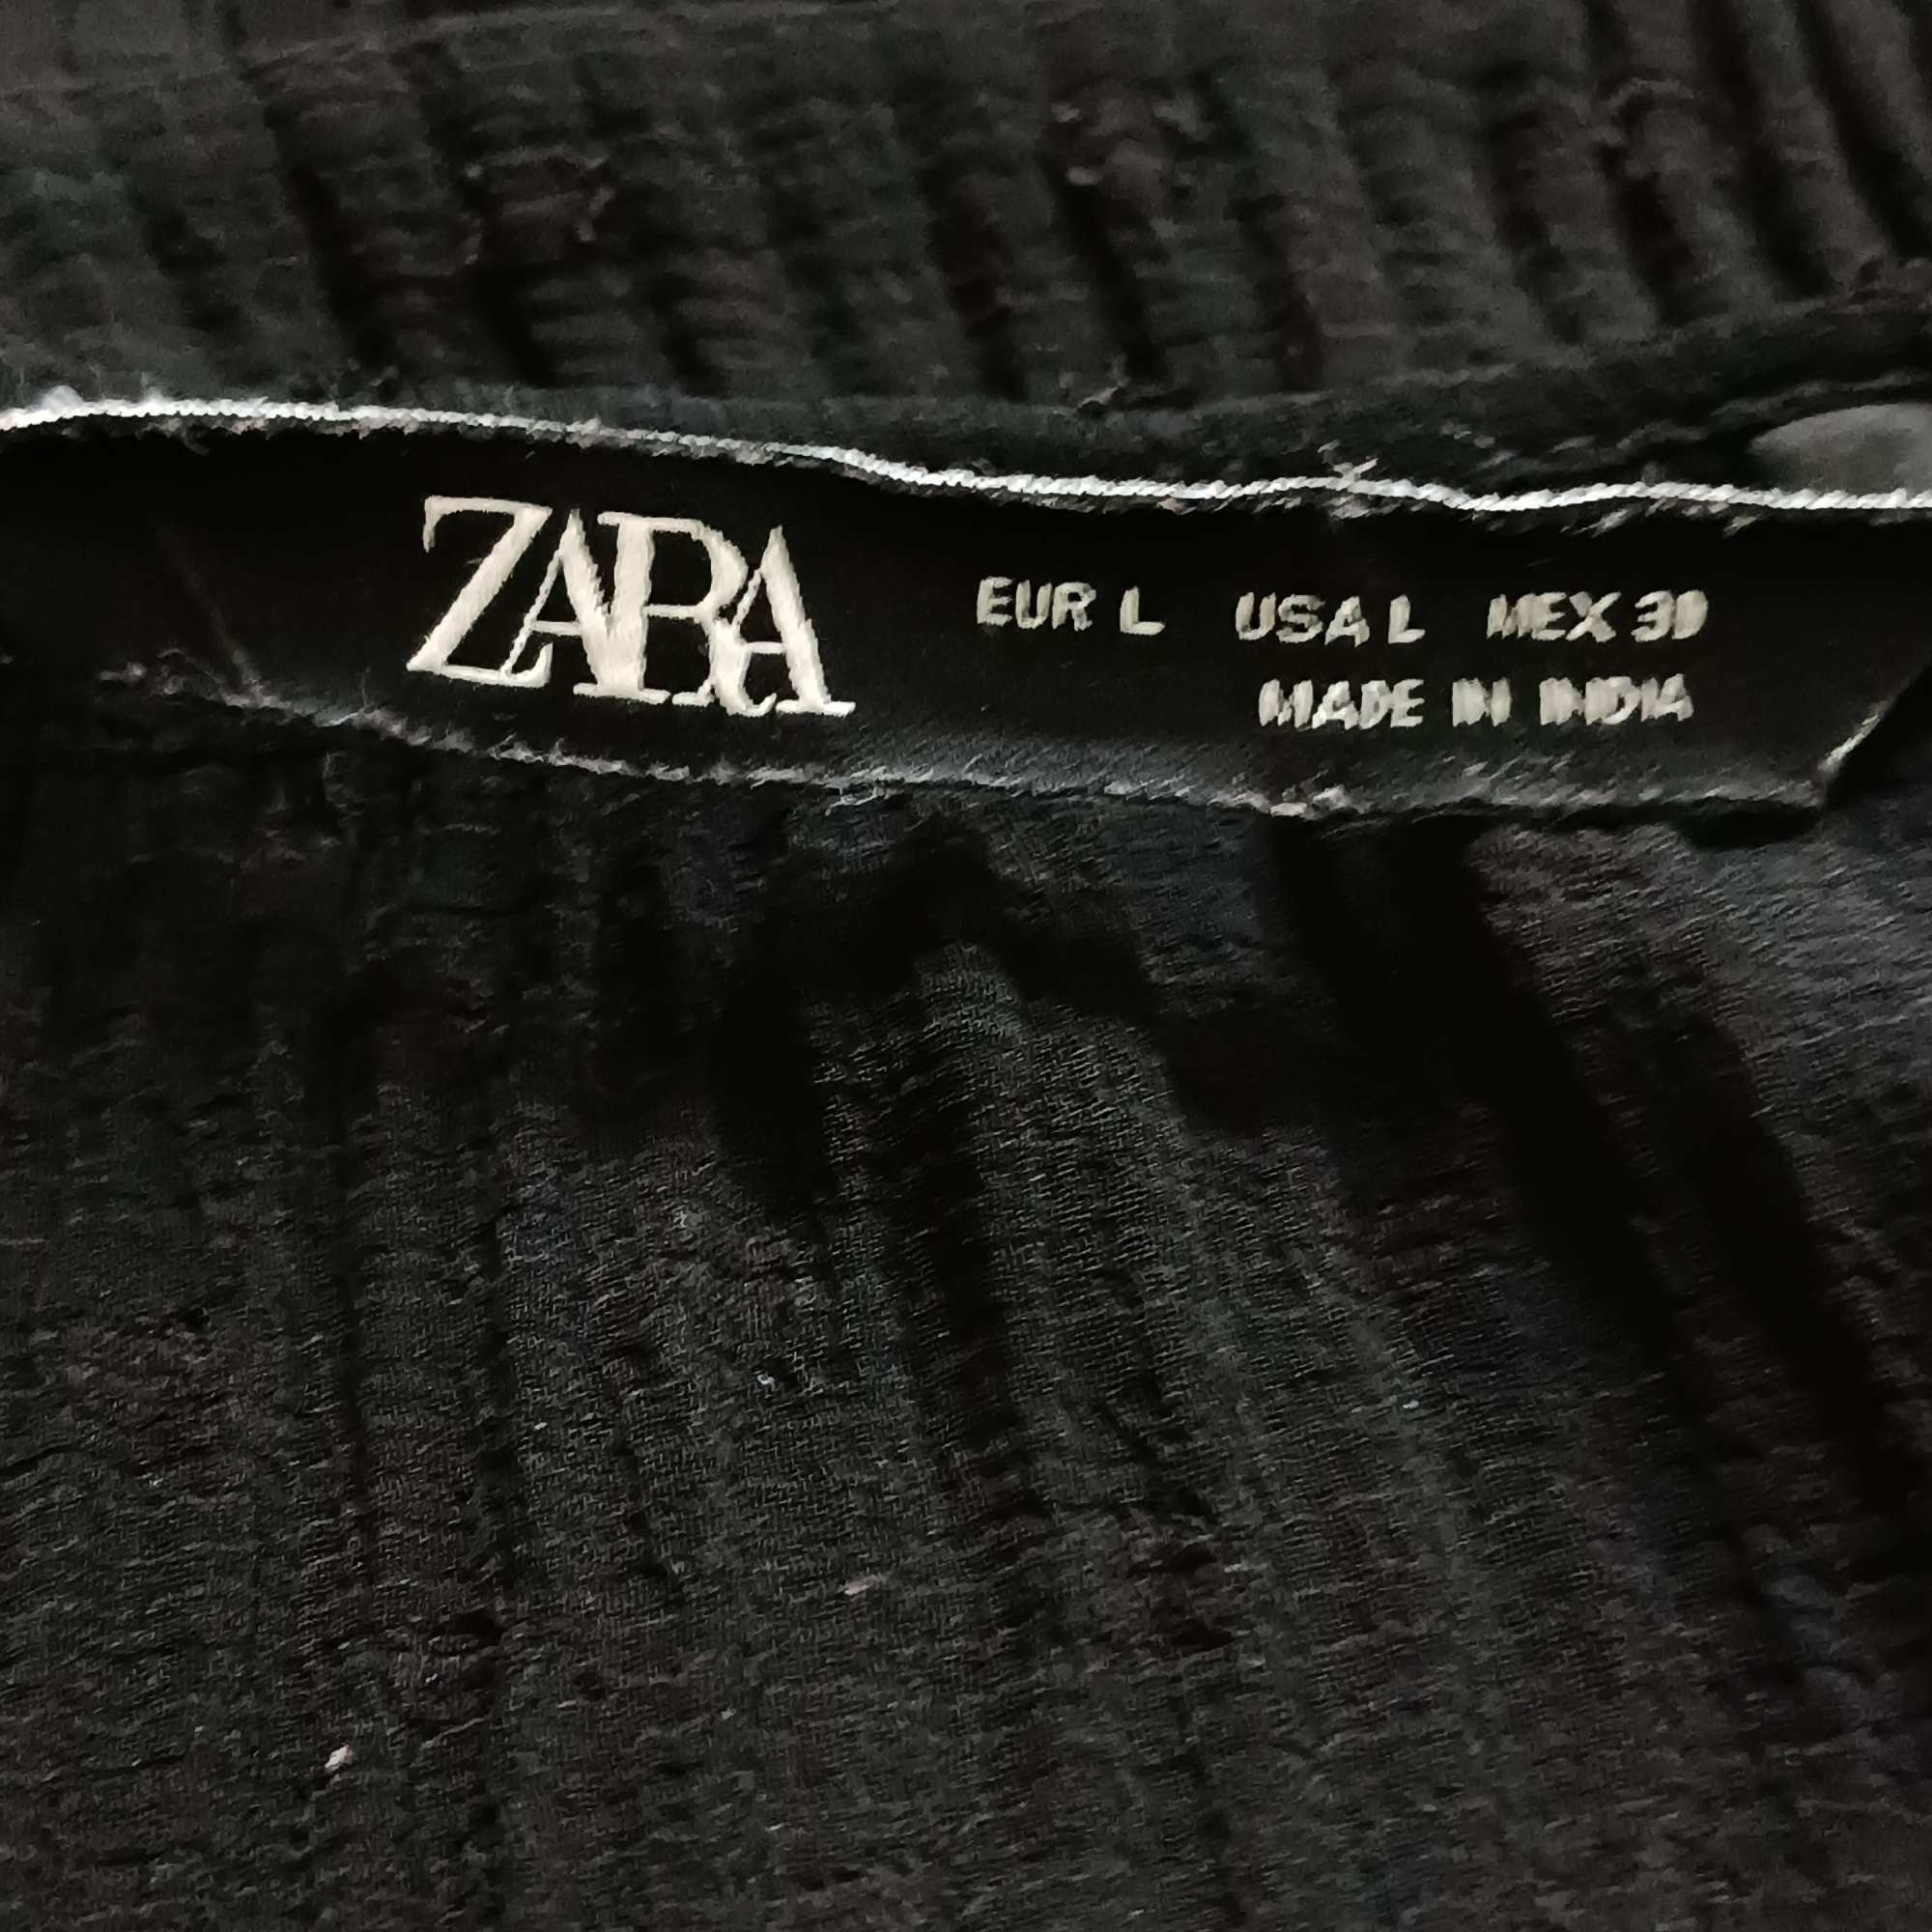 ZARA
EUR L USA L MEX 30
MADE IN INDIA